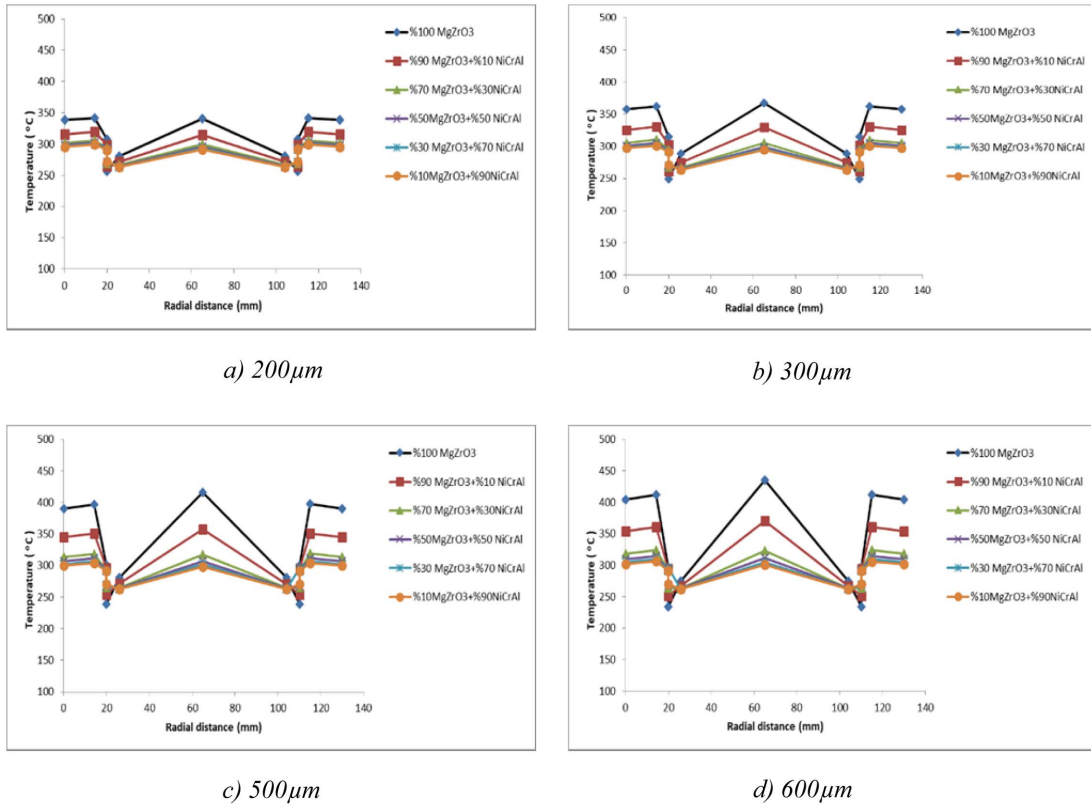 500
450
400
350
300
250
200
150
100
Temperature ( °C )
0 20 40 60 80 100 120 140
Radial distance (mm)
%100 MgZrO3
%90 MgZrO3+%10 NiCrAl
%70 MgZrO3+%30NiCrAl
%50MgZrO3+%50 NiCrAl
%30 MgZrO3+%70 NiCrAl
%10MgZrO3+%90NiCrAl
a) 200μm
500
450
400
350
300
250
200
150
100
Temperature ( °C )
0 20 40 60 80 100 120 140
Radial distance (mm)
%100 MgZrO3
%90 MgZrO3+%10 NiCrAl
%70 MgZrO3+%30NiCrAl
%50MgZrO3+%50 NiCrAl
%30 MgZrO3+%70 NiCrAl
%10MgZrO3+%90NiCrAl
b) 300μm
500
450
400
350
300
250
200
150
100
Temperature ( °C )
0 20 40 60 80 100 120 140
Radial distance (mm)
%100 MgZrO3
%90 MgZrO3+%10 NiCrAl
%70 MgZrO3+%30NiCrAl
%50MgZrO3+%50 NiCrAl
%30 MgZrO3+%70 NiCrAl
%10MgZrO3+%90NiCrAl
c) 500μm
500
450
400
350
300
250
200
150
100
Temperature ( °C )
0 20 40 60 80 100 120 140
Radial distance (mm)
%100 MgZrO3
%90 MgZrO3+%10 NiCrAl
%70 MgZrO3+%30NiCrAl
%50MgZrO3+%50 NiCrAl
%30 MgZrO3+%70 NiCrAl
%10MgZrO3+%90NiCrAl
d) 600μm